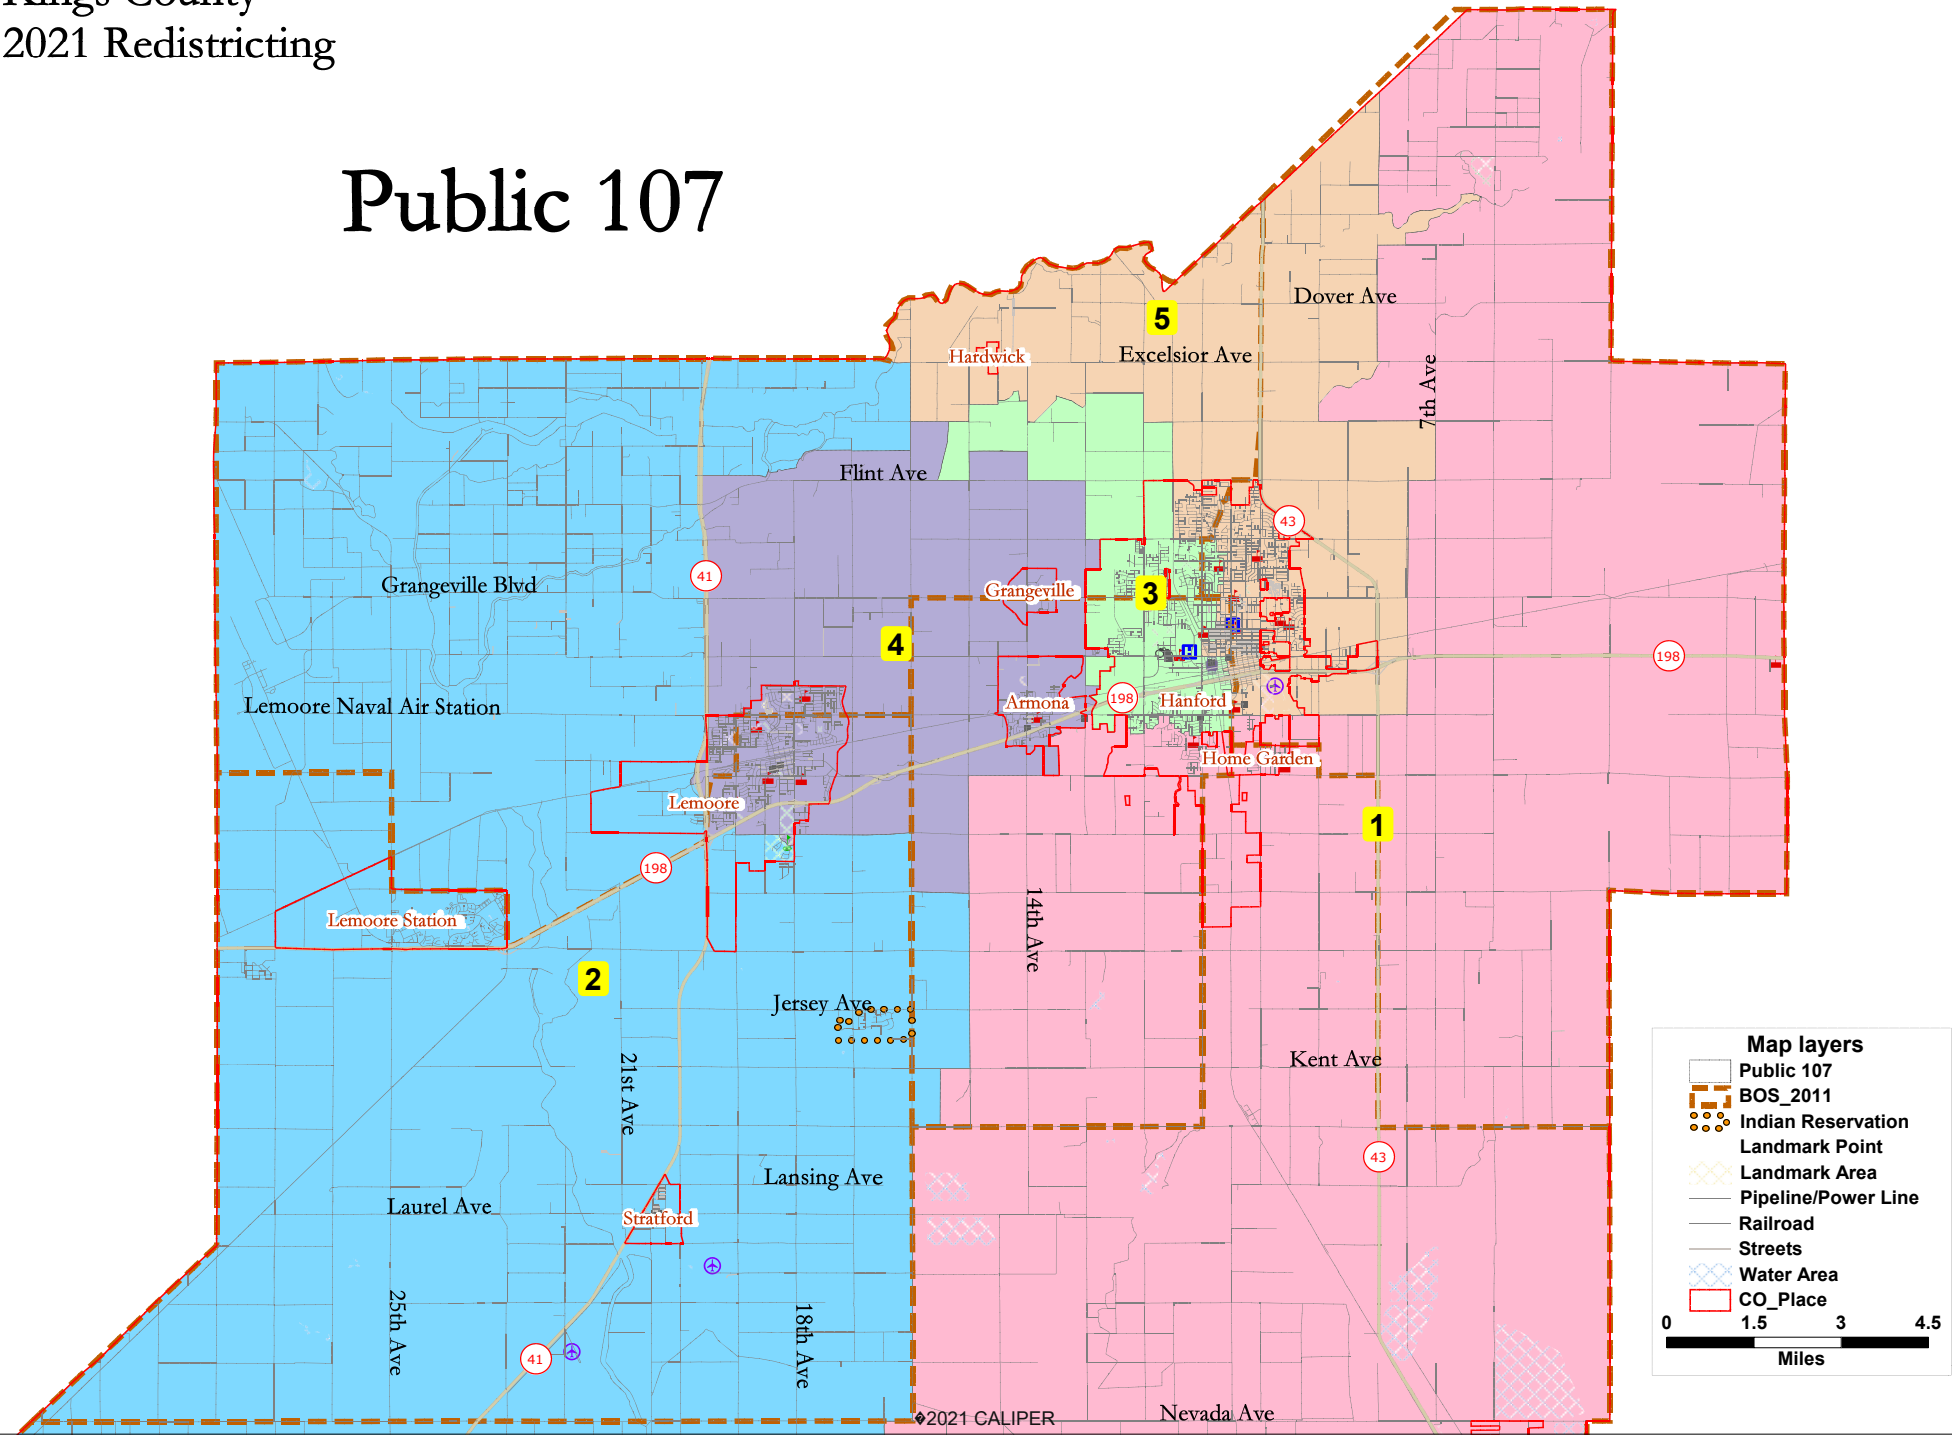 Kings County
2021 Redistricting
Public 107
5
Dover Ave
Hardwick
Excelsior Ave
7th Ave
Flint Ave
43
41
Grangeville Blvd
Grangeville
3
4
H
H
198
Lemoore Naval Air Station
Armona
198
Hanford
Home Garden
Lemoore
1
198
Lemoore Station
14th Ave
2
Jersey Ave
Kent Ave
21st Ave
43
Lansing Ave
Laurel Ave
Stratford
25th Ave
18th Ave
41
Nevada Ave
�2021 CALIPER
Map layers
Public 107
BOS_2011
Indian Reservation
Landmark Point
Landmark Area
Pipeline/Power Line
Railroad
Streets
Water Area
CO_Place
0 1.5 3 4.5
Miles